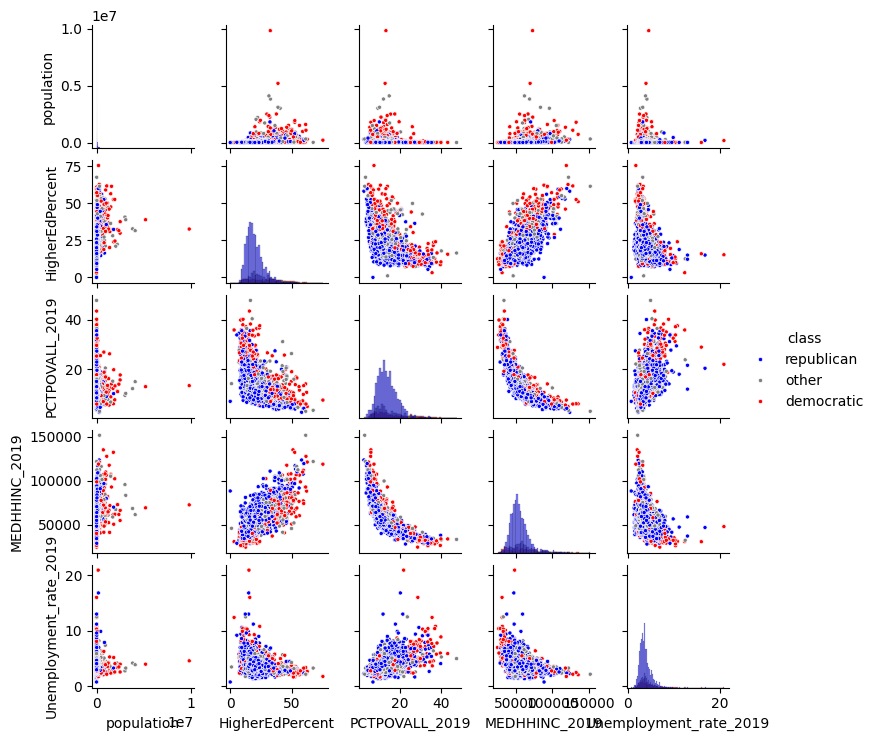 1e7
1.0
0.5
0.0
population
75
50
25
0
HigherEdPercent
40
20
PCTPOVALL_2019
150000
100000
50000
MEDHHINC_2019
20
10
0
Unemployment_rate_2019
class
republican
other
democratic
0 1 0 50 20 40 50000 100000 150000 0 20
1e7
population HigherEdPercent PCTPOVALL_2019 MEDHHINC_2019 Unemployment_rate_2019